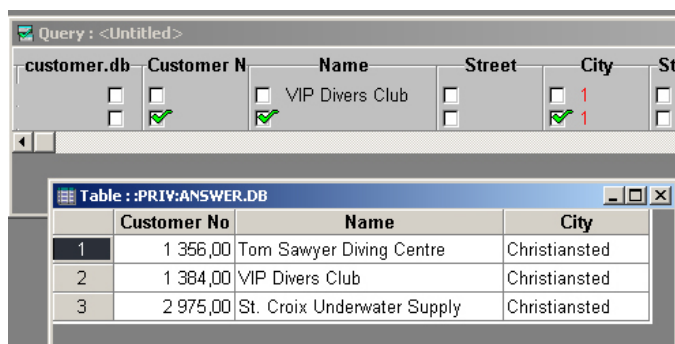 Query : <Untitled>
customer.db Customer N Name Street City St
VIP Divers Club 1
1
Table : :PRIV:ANSWER.DB
Customer No Name City
1 1 356,00 Tom Sawyer Diving Centre Christiansted
2 1 384,00 VIP Divers Club Christiansted
3 2 975,00 St. Croix Underwater Supply Christiansted